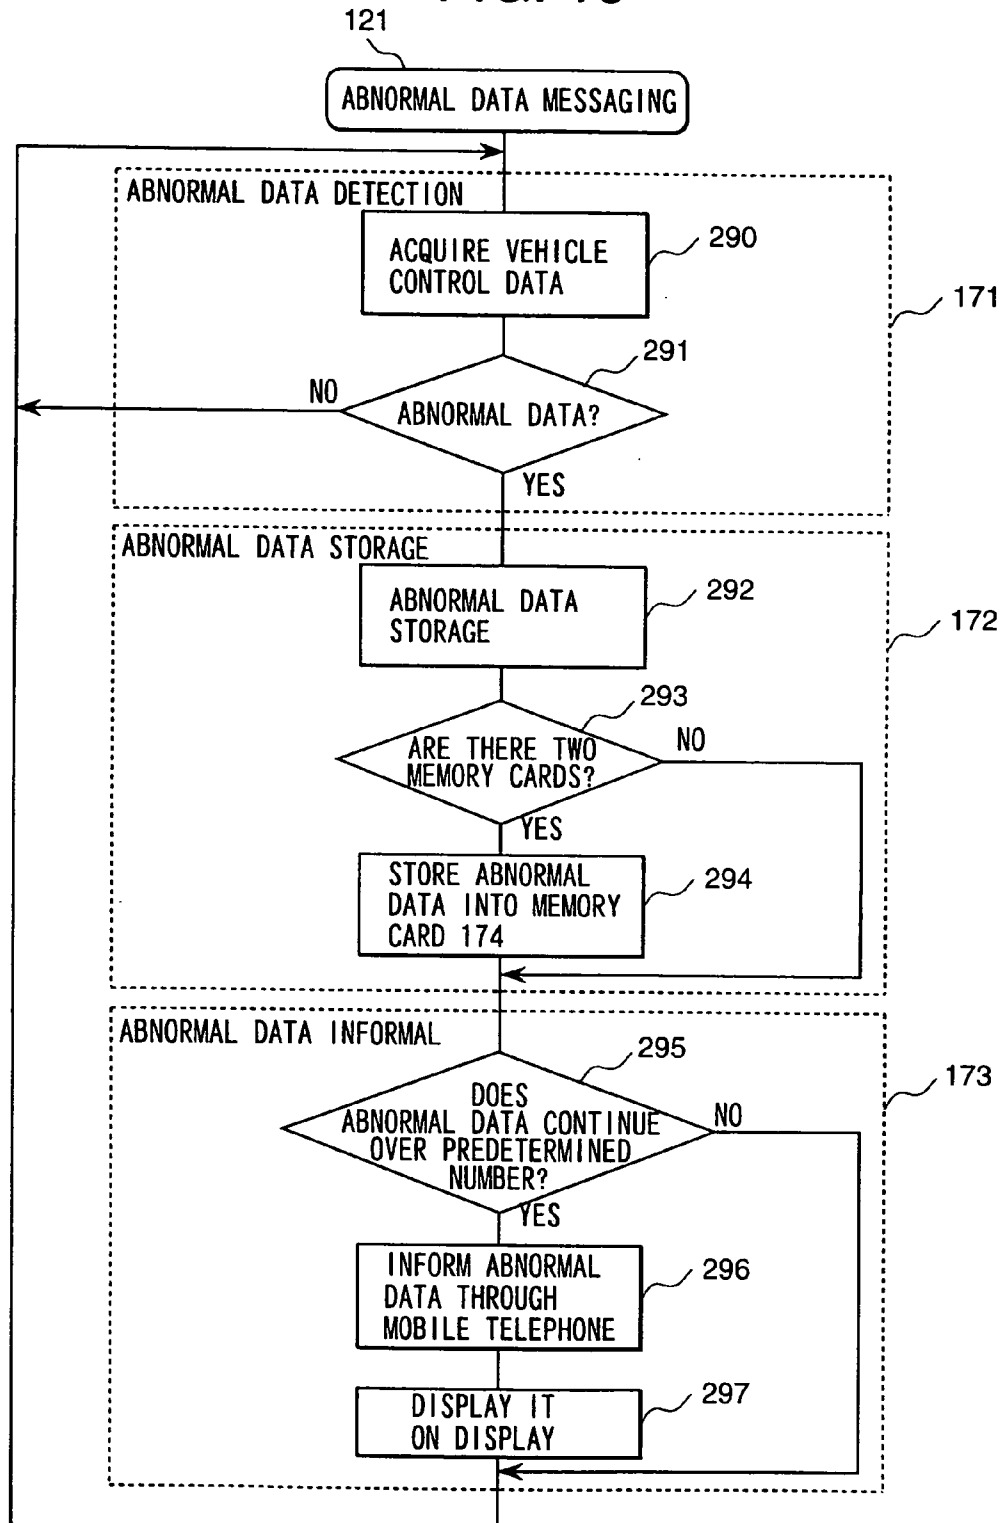 121
ABNORMAL DATA MESSAGING
ABNORMAL DATA DETECTION
ACQUIRE VEHICLE
CONTROL DATA
290
171
291
NO
ABNORMAL DATA?
YES
ABNORMAL DATA STORAGE
ABNORMAL DATA
STORAGE
292
172
293
ARE THERE TWO
MEMORY CARDS?
NO
YES
STORE ABNORMAL
DATA INTO MEMORY
CARD 174
294
ABNORMAL DATA INFORMAL
295
173
DOES
ABNORMAL DATA CONTINUE
OVER PREDETERMINED
NUMBER?
NO
YES
INFORM ABNORMAL
DATA THROUGH
MOBILE TELEPHONE
296
DISPLAY IT
ON DISPLAY
297